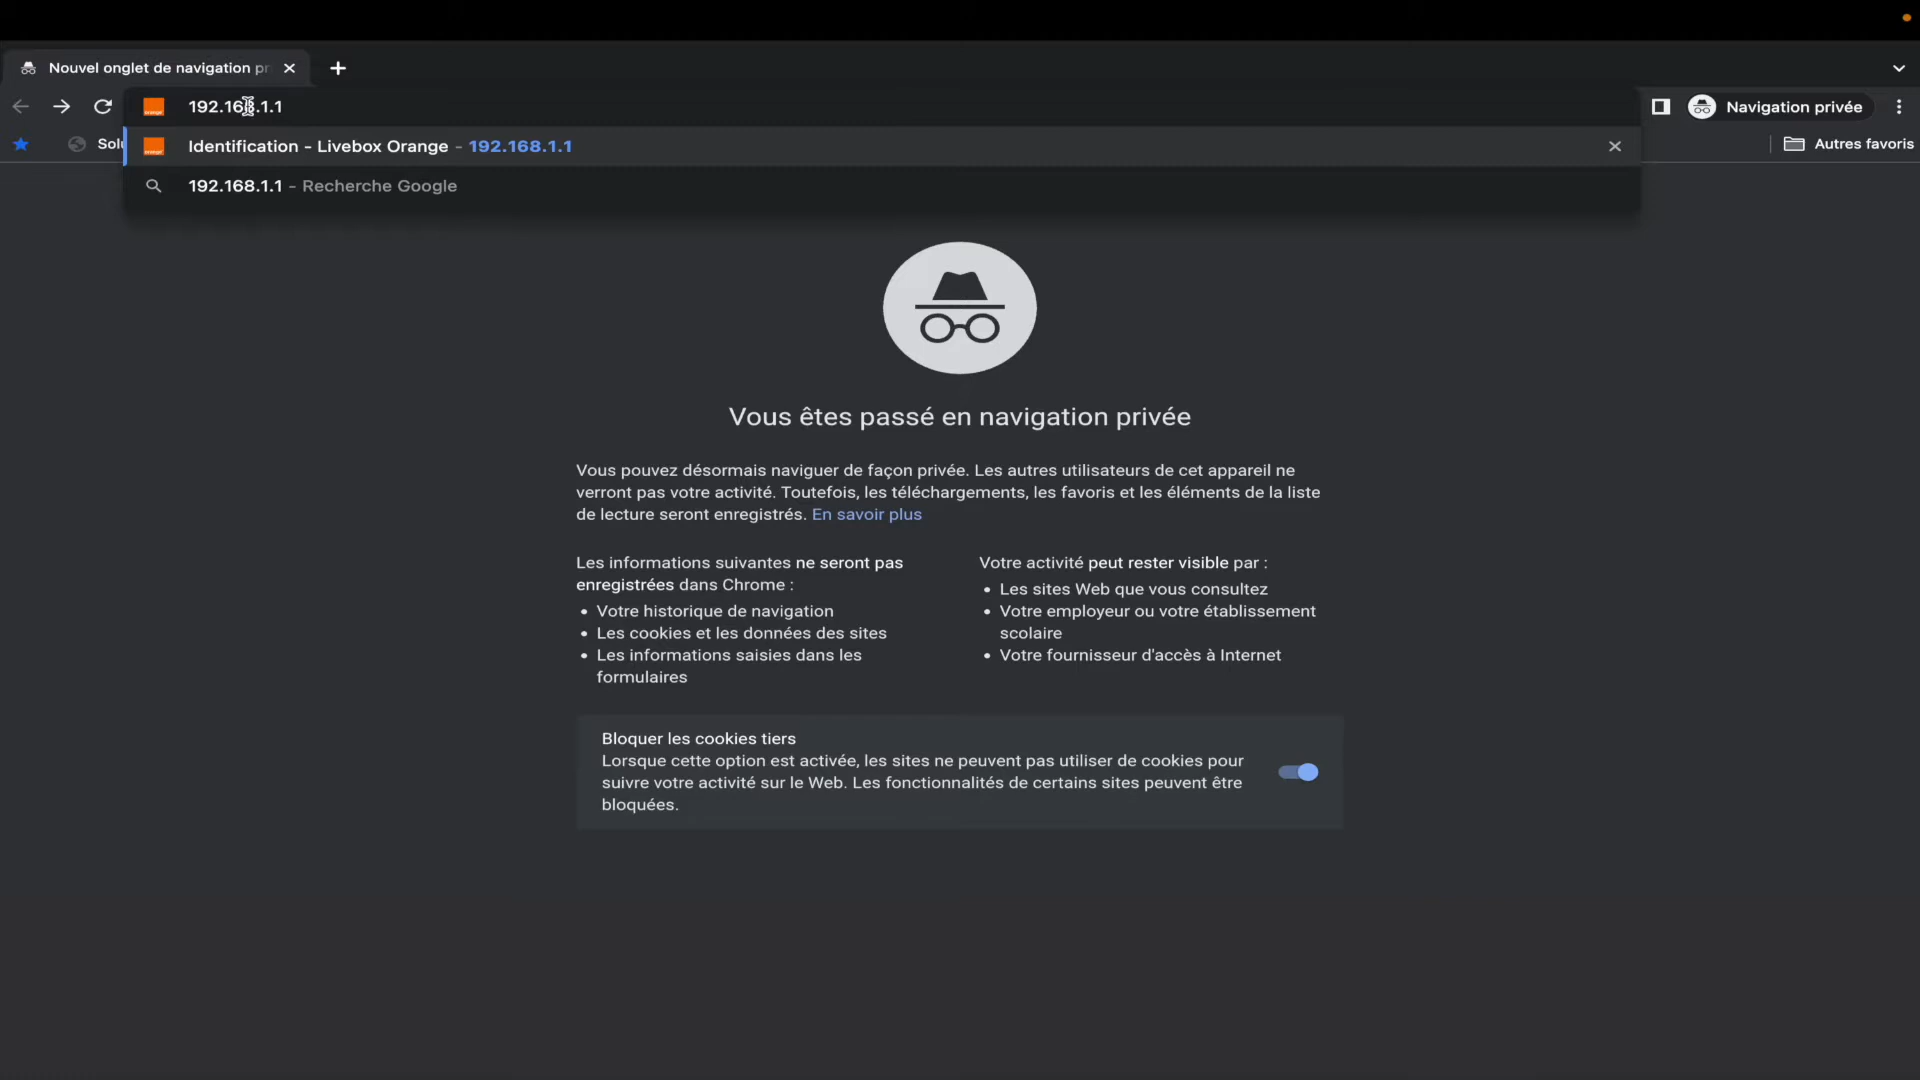 Nouvel onglet de navigation pr
192.168.1.1
Navigation privée
Identification - Livebox Orange - 192.168.1.1
Autres favoris
192.168.1.1 - Recherche Google
Vous êtes passé en navigation privée
Vous pouvez désormais naviguer de façon privée. Les autres utilisateurs de cet appareil ne
verront pas votre activité. Toutefois, les téléchargements, les favoris et les éléments de la liste
de lecture seront enregistrés. En savoir plus
Les informations suivantes ne seront pas
enregistrées dans Chrome :
• Votre historique de navigation
• Les cookies et les données des sites
• Les informations saisies dans les
formulaires
Votre activité peut rester visible par :
• Les sites Web que vous consultez
• Votre employeur ou votre établissement
scolaire
• Votre fournisseur d'accès à Internet
Bloquer les cookies tiers
Lorsque cette option est activée, les sites ne peuvent pas utiliser de cookies pour
suivre votre activité sur le Web. Les fonctionnalités de certains sites peuvent être
bloquées.